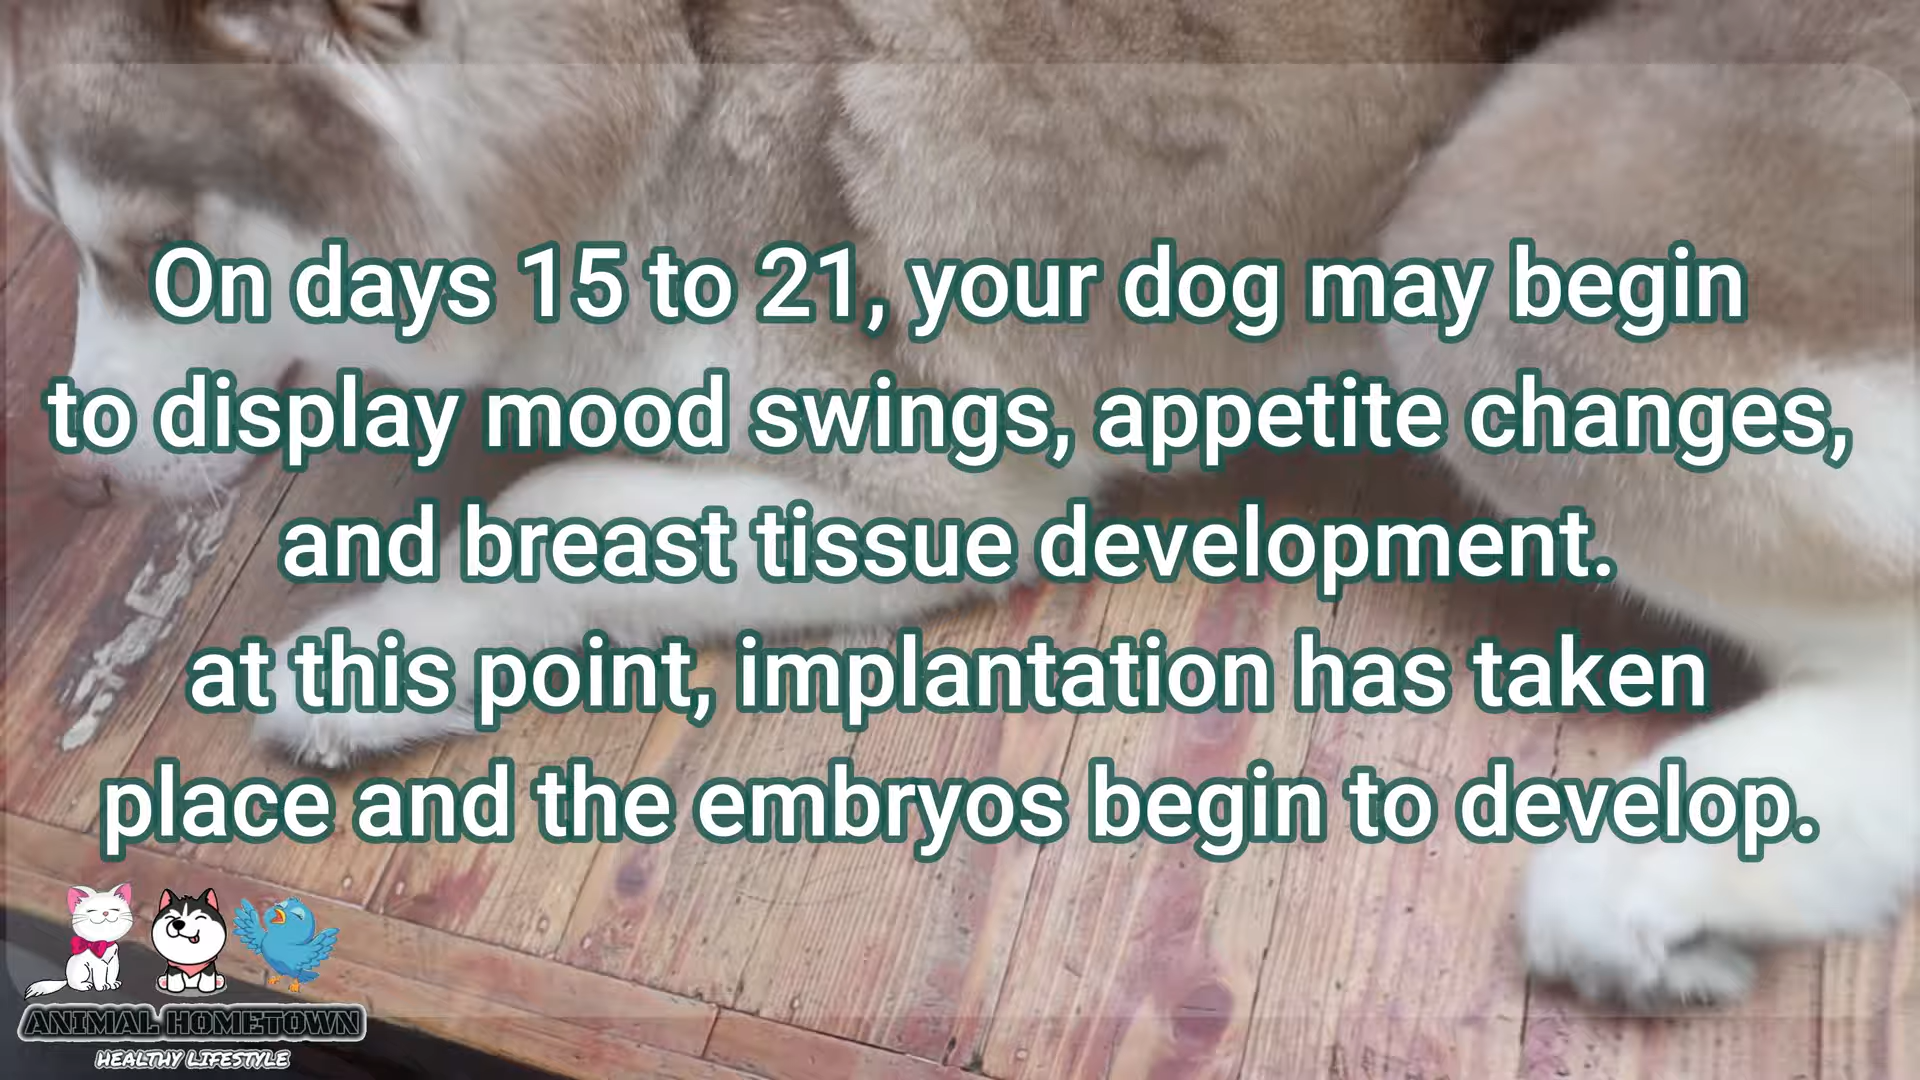 On days 15 to 21, your dog may begin
to display mood swings, appetite changes,
and breast tissue development.
at this point, implantation has taken
place and the embryos begin to develop.
ANIMAL HOMETOWN
HEALTHY LIFESTYLE